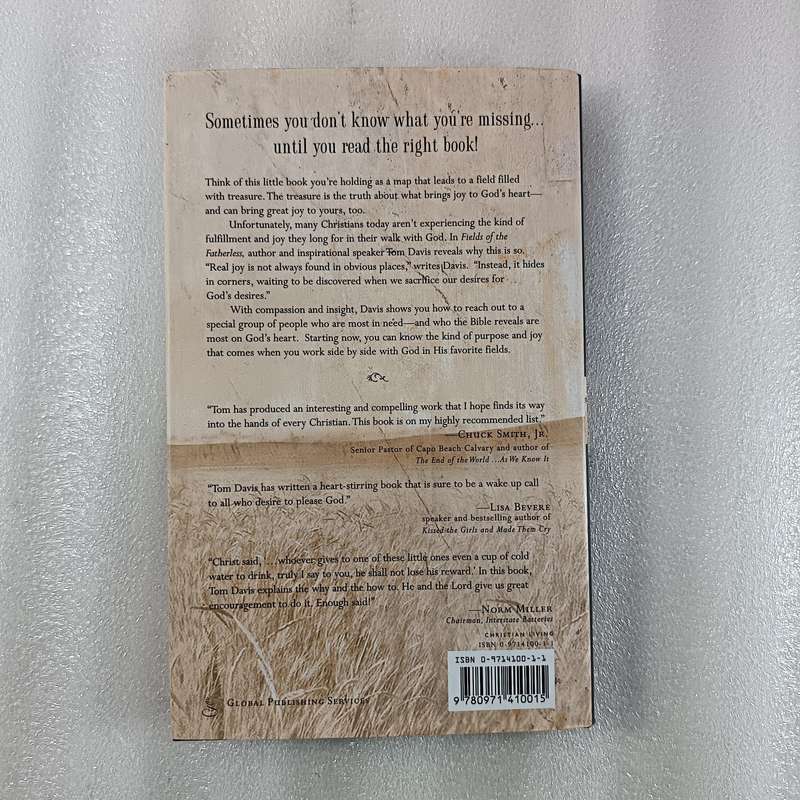 Sometimes you don't know what you're missing...
until you read the right book!
Think of this little book you're holding as a map that leads to a field filled
with treasure. The treasure is the truth about what brings joy to God's heart—
and can bring great joy to yours, too.
Unfortunately, many Christians today aren't experiencing the kind of
fulfillment and joy they long for in their walk with God. In Fields of the
Fatherless, author and inspirational speaker Tom Davis reveals why this is so.
“Real joy is not always found in obvious places,” writes Davis. “Instead, it hides
in corners, waiting to be discovered when we sacrifice our desires for
God's desires.”
With compassion and insight, Davis shows you how to reach out to a
special group of people who are most in need—and who the Bible reveals are
most on God's heart. Starting now, you can know the kind of purpose and joy
that comes when you work side by side with God in His favorite fields.
“Tom has produced an interesting and compelling work that I hope finds its way
into the hands of every Christian. This book is on my highly recommended list.”
—Chuck Smith, Jr.
Senior Pastor of Capo Beach Calvary and author of
The End of the World ...As We Know It
“Tom Davis has written a heart-stirring book that is sure to be a wake up call
to all who desire to please God.”
—Lisa Bevere
speaker and bestselling author of
Kissed the Girls and Made Them Cry
“Christ said, ‘...whoever gives to one of these little ones even a cup of cold
water to drink, truly I say to you, he shall not lose his reward.’ In this book,
Tom Davis explains the why and the how to. He and the Lord give us great
encouragement to do it. Enough said!”
—Norm Miller
Chairman, Interstate Batteries
CHRISTIAN LIVING
ISBN 0-9714100-1-1
ISBN 0-9714100-1-1
9 780971 410015
Global Publishing Services